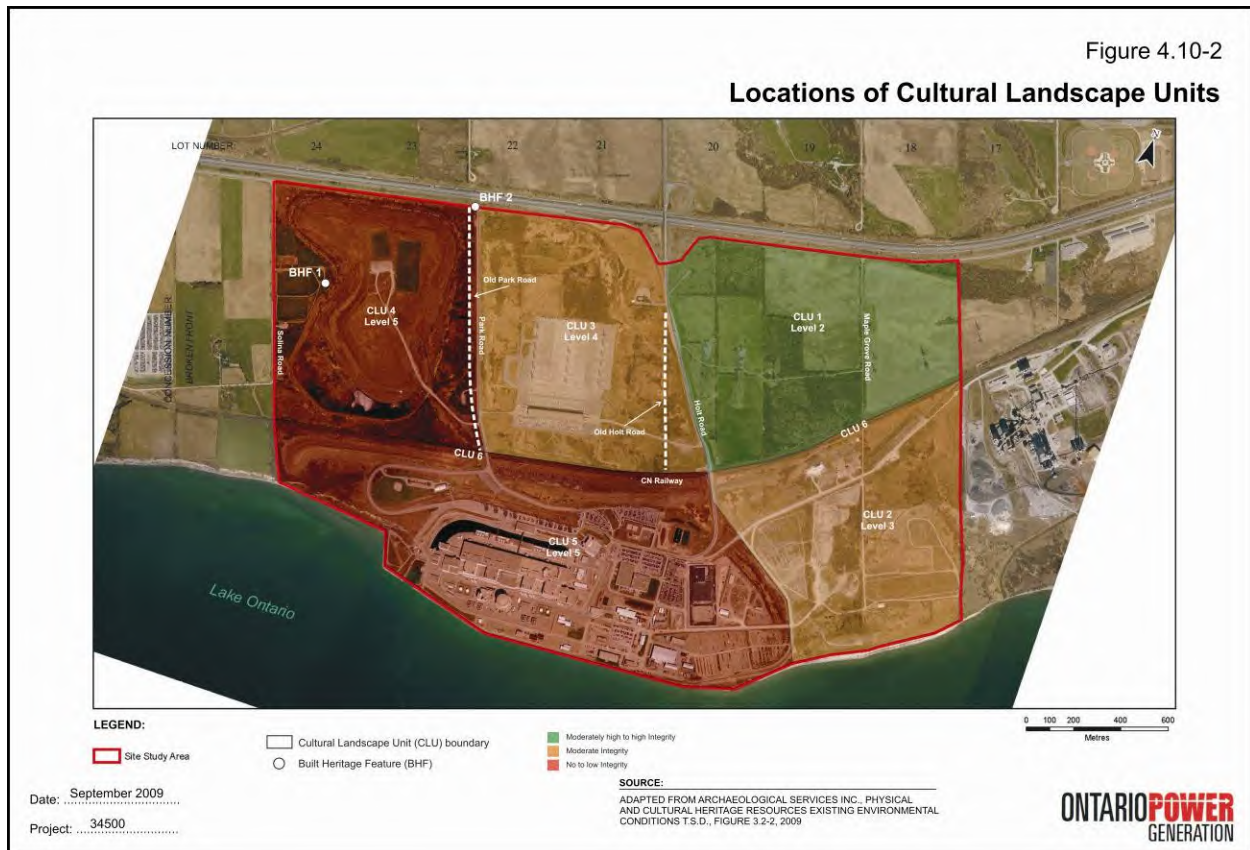 Figure 4.10-2
Locations of Cultural Landscape Units
LOT NUMBER:
24
23
22
21
20
19
18
17
BHF 2
BHF 1
Old Park Road
CLU 4
Level 5
CONCESSION NUMBER
BROKEN FRONT
Solina Road
Park Road
CLU 3
Level 4
CLU 1
Level 2
Maple Grove Road
Old Holt Road
Holt Road
CLU 6
CLU 6
CN Railway
CLU 2
Level 3
CLU 5
Level 5
Lake Ontario
LEGEND:
Site Study Area
Cultural Landscape Unit (CLU) boundary
Built Heritage Feature (BHF)
Moderately high to high Integrity
Moderate Integrity
No to low Integrity
0 100 200 400 600
Metres
SOURCE:
ADAPTED FROM ARCHAEOLOGICAL SERVICES INC., PHYSICAL
AND CULTURAL HERITAGE RESOURCES EXISTING ENVIRONMENTAL
CONDITIONS T.S.D., FIGURE 3.2-2, 2009
Date: September 2009
Project: 34500
ONTARIOPOWER
GENERATION